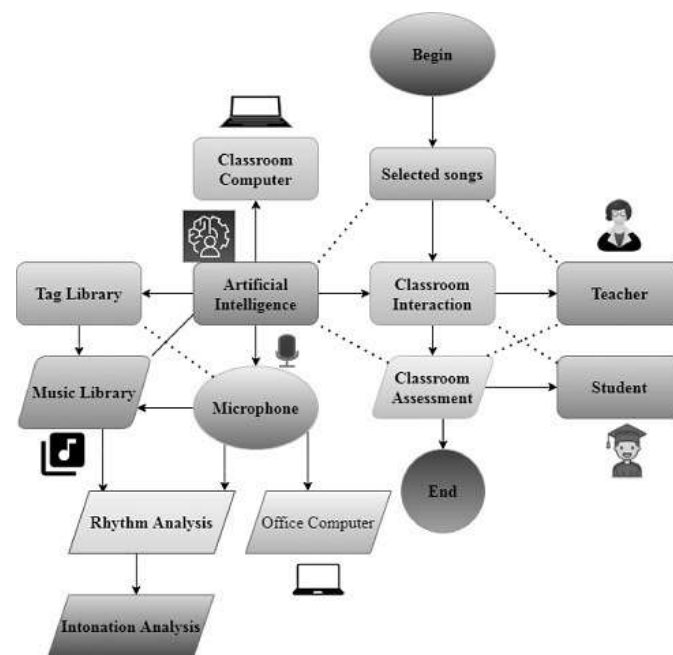 Begin
Classroom
Computer
Selected songs
Tag Library
Artificial
Intelligence
Classroom
Interaction
Teacher
Music Library
Microphone
Classroom
Assessment
Student
End
Rhythm Analysis
Office Computer
Intonation Analysis